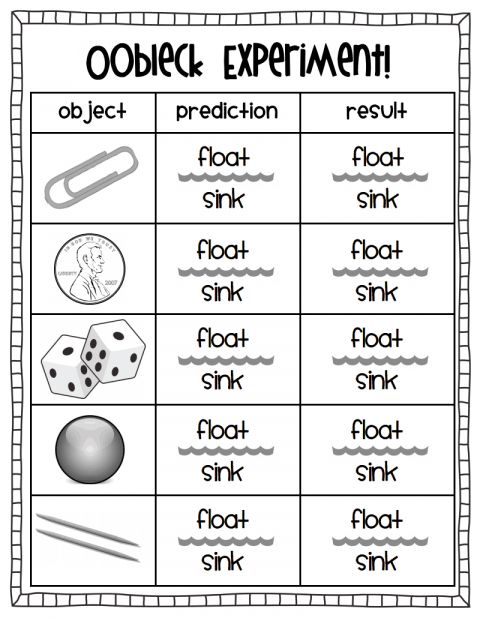 Oobleck Experiment!
object prediction result
float float
sink sink
IN GOD WE TRUST
float float
LIBERTY
2007
sink sink
float float
sink sink
float float
sink sink
float float
sink sink